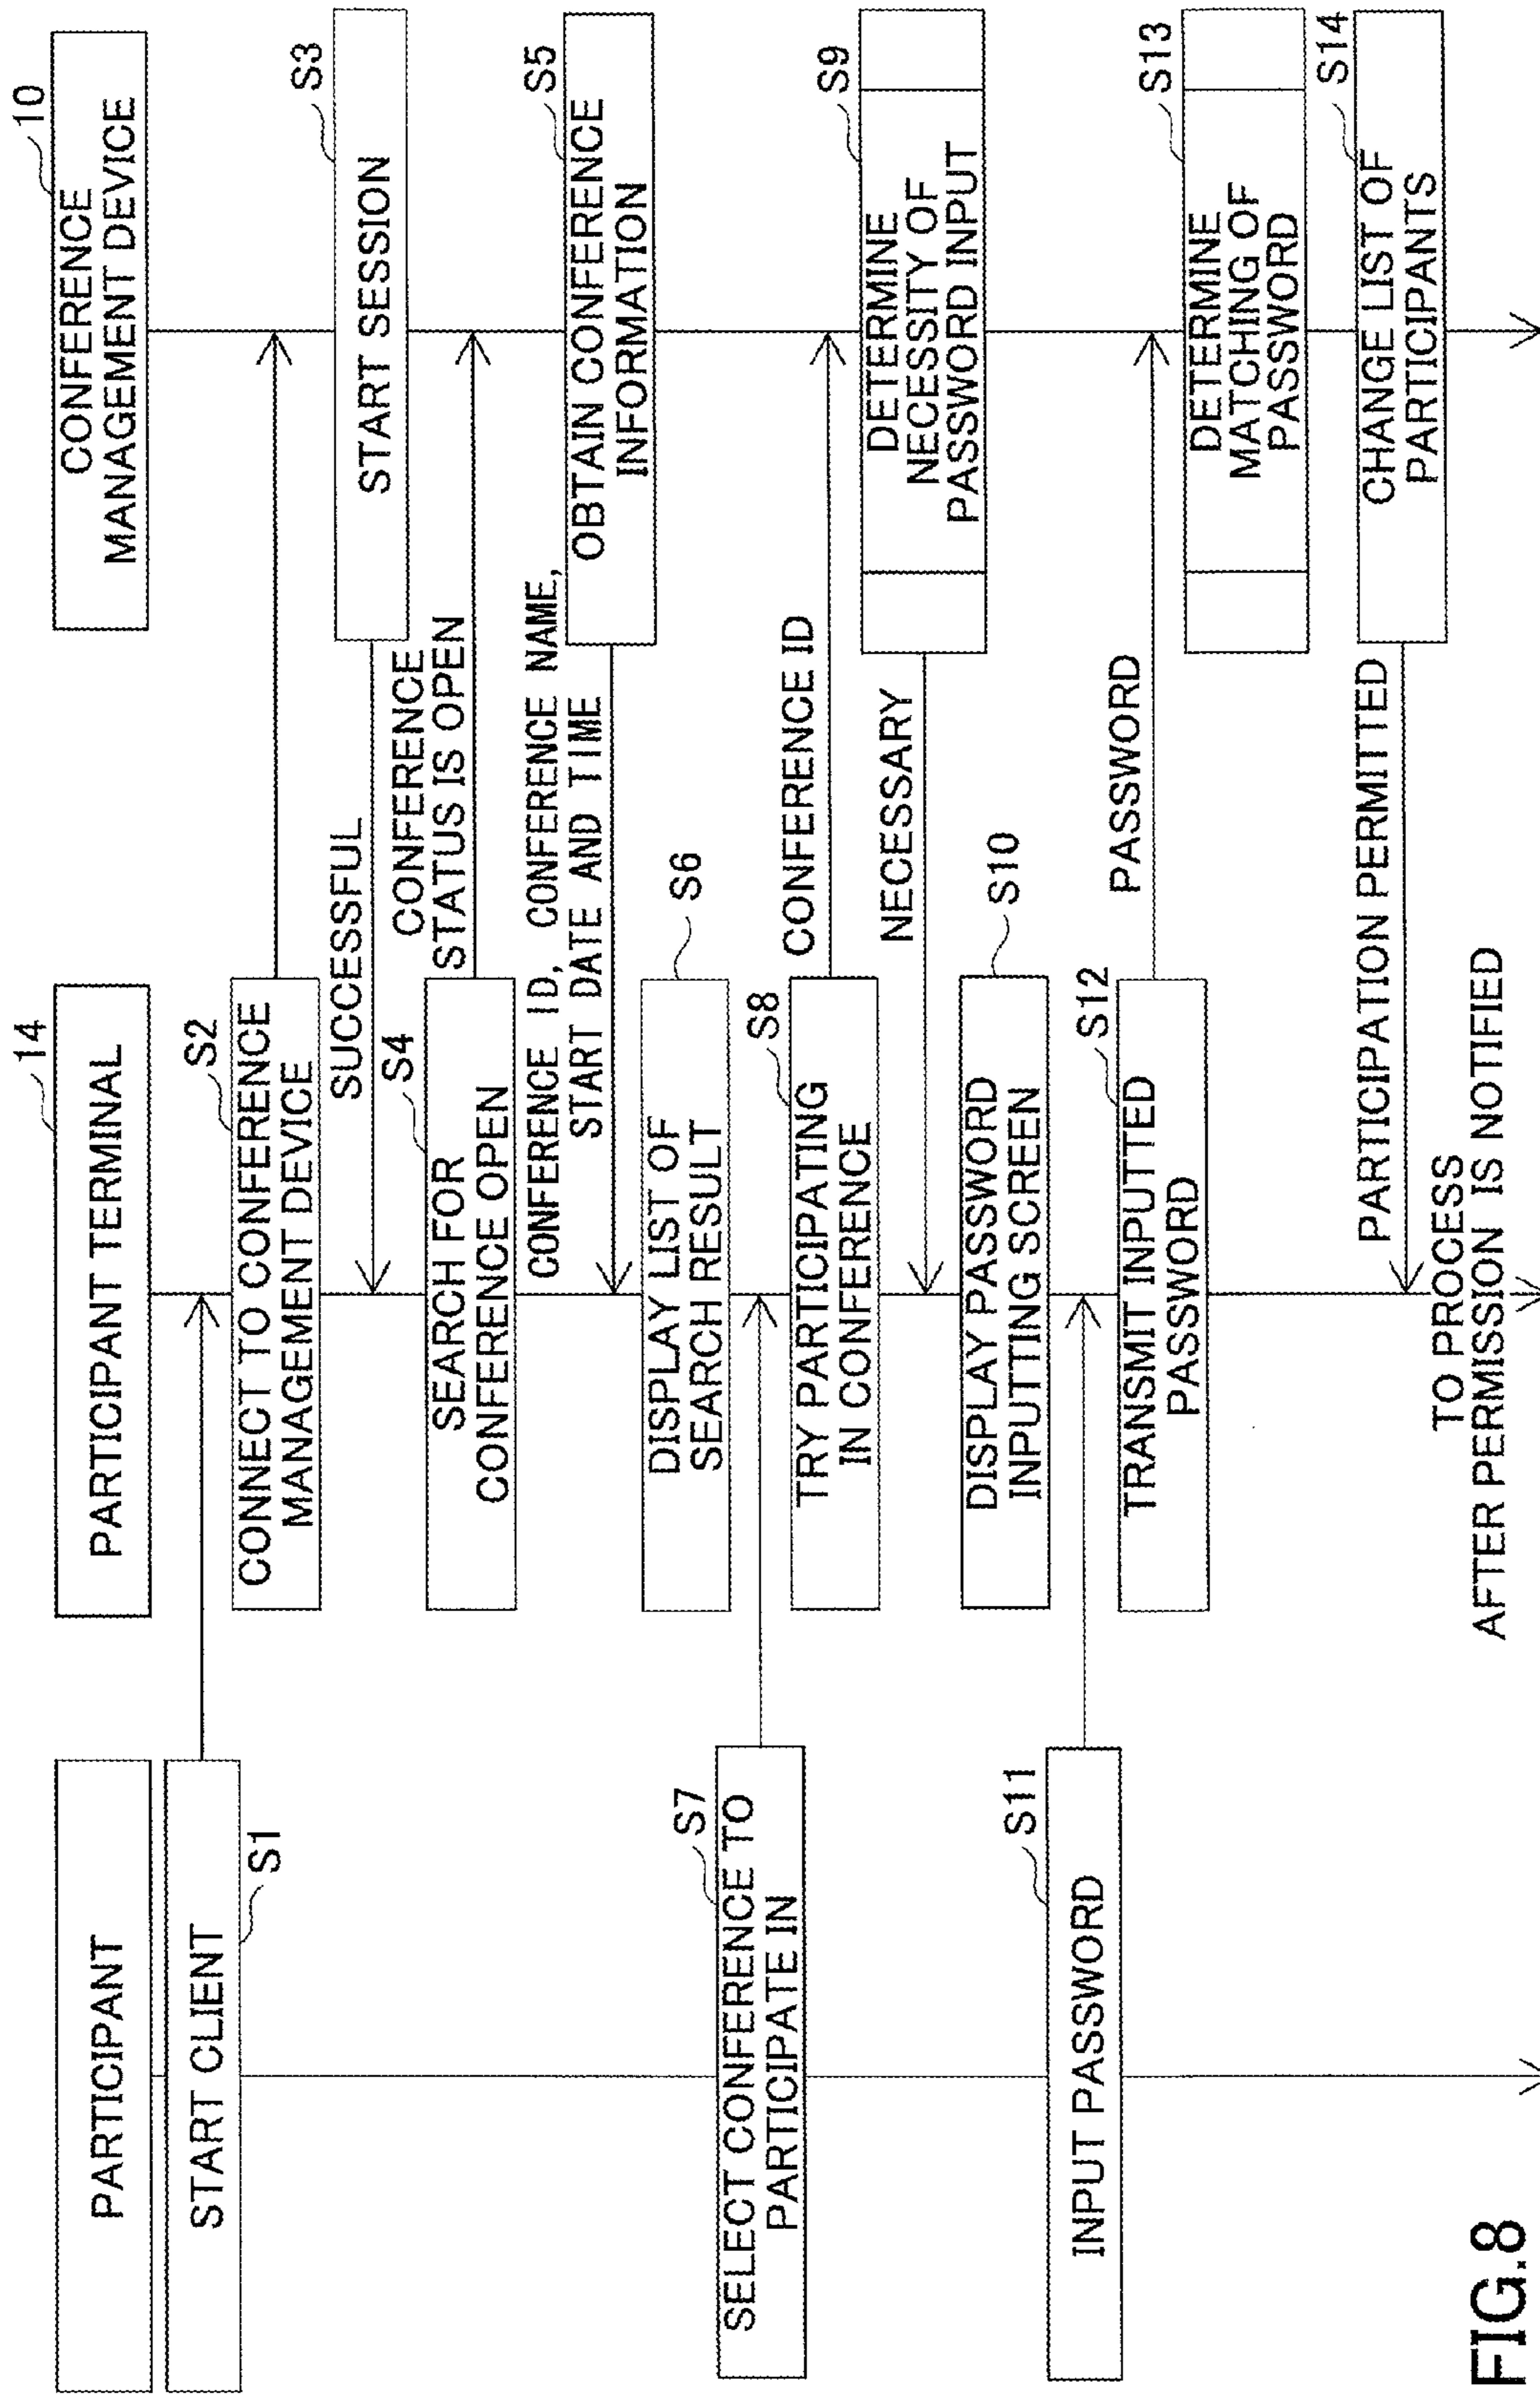 PARTICIPANT
14
PARTICIPANT TERMINAL
10
CONFERENCE
MANAGEMENT DEVICE
START CLIENT
S1
S2
CONNECT TO CONFERENCE
MANAGEMENT DEVICE
S3
START SESSION
SUCCESSFUL
S4
SEARCH FOR
CONFERENCE OPEN
CONFERENCE
STATUS IS OPEN
S5
OBTAIN CONFERENCE
INFORMATION
CONFERENCE ID, CONFERENCE NAME,
START DATE AND TIME
DISPLAY LIST OF
SEARCH RESULT
S6
S7
SELECT CONFERENCE TO
PARTICIPATE IN
S8
TRY PARTICIPATING
IN CONFERENCE
CONFERENCE ID
S9
DETERMINE
NECESSITY OF
PASSWORD INPUT
NECESSARY
DISPLAY PASSWORD
INPUTTING SCREEN
S10
S11
INPUT PASSWORD
S12
TRANSMIT INPUTTED
PASSWORD
PASSWORD
S13
DETERMINE
MATCHING OF
PASSWORD
S14
CHANGE LIST OF
PARTICIPANTS
PARTICIPATION PERMITTED
TO PROCESS
AFTER PERMISSION IS NOTIFIED
FIG.8